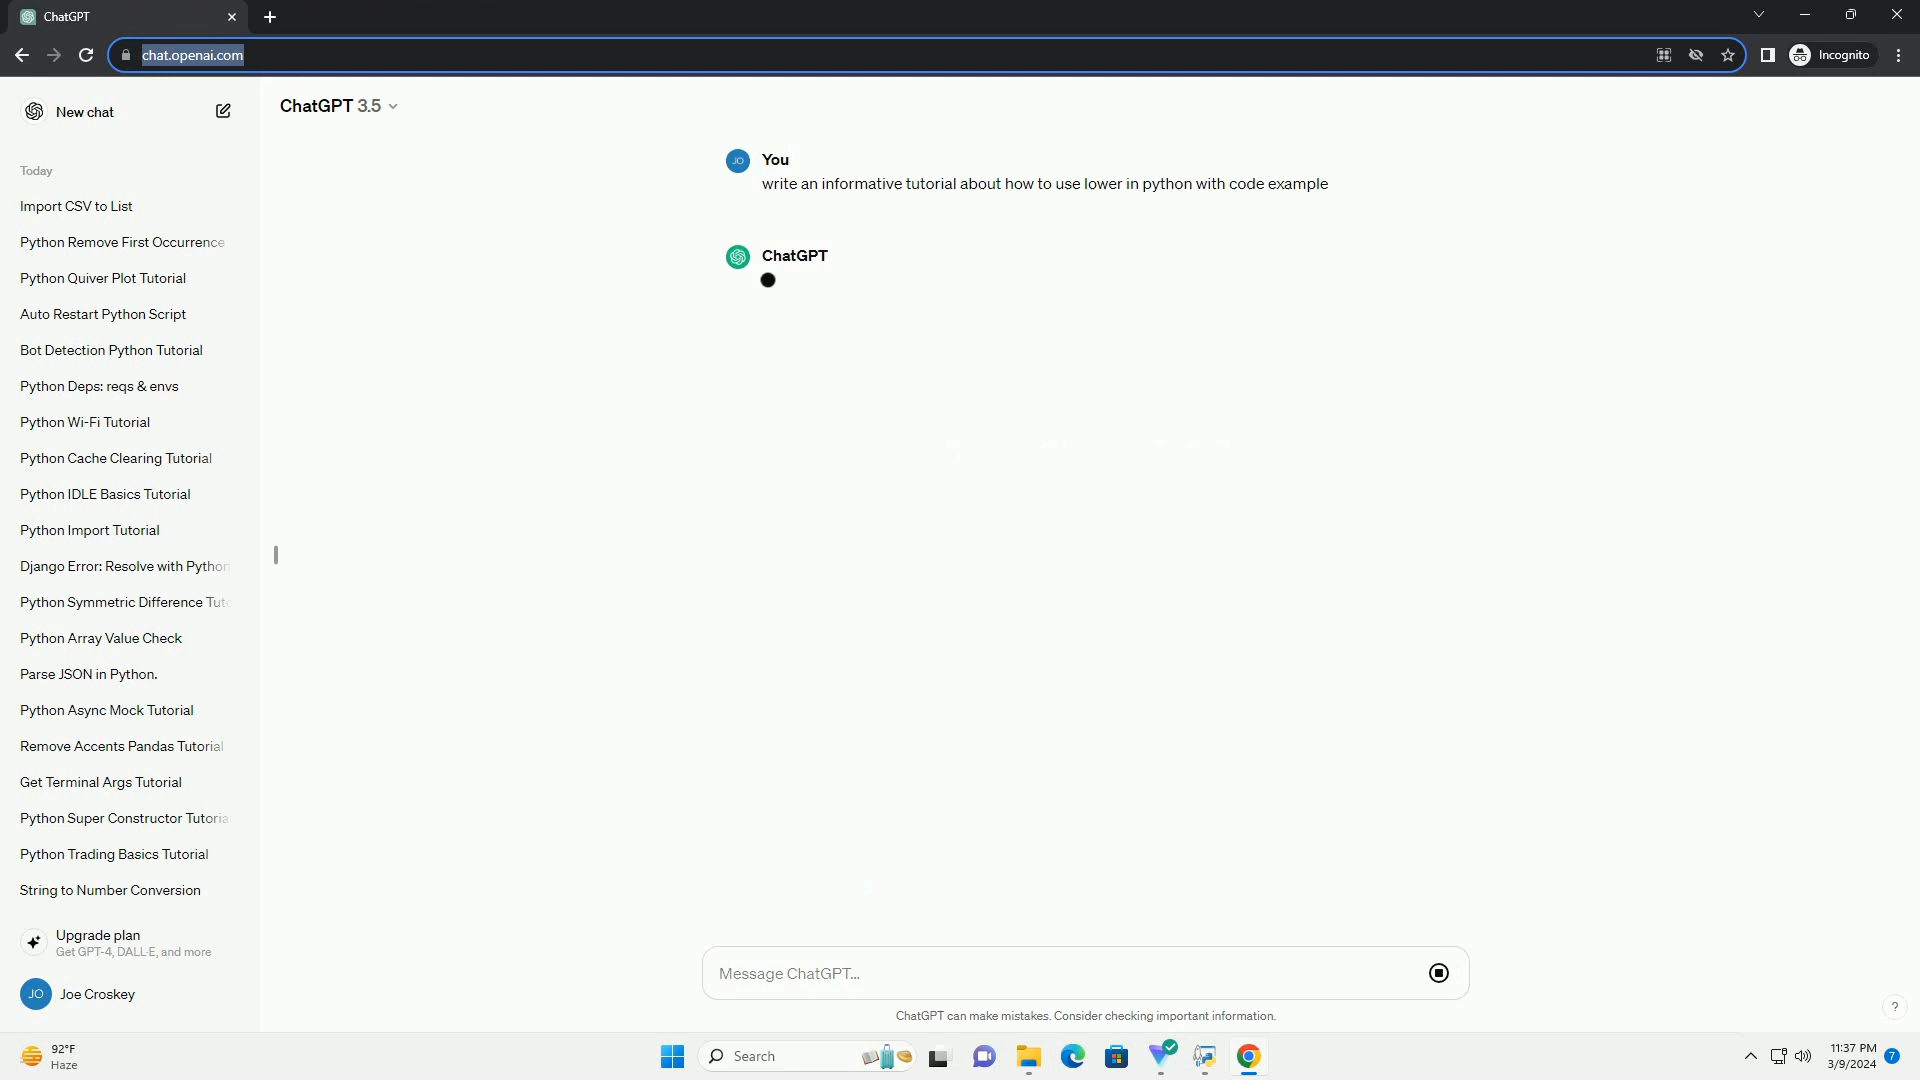 ChatGPT
chat.openai.com
Incognito
New chat
ChatGPT 3.5
Today
Import CSV to List
Python Remove First Occurrence
Python Quiver Plot Tutorial
Auto Restart Python Script
Bot Detection Python Tutorial
Python Deps: reqs & envs
Python Wi-Fi Tutorial
Python Cache Clearing Tutorial
Python IDLE Basics Tutorial
Python Import Tutorial
Django Error: Resolve with Python
Python Symmetric Difference Tuto
Python Array Value Check
Parse JSON in Python.
Python Async Mock Tutorial
Remove Accents Pandas Tutorial
Get Terminal Args Tutorial
Python Super Constructor Tutorial
Python Trading Basics Tutorial
String to Number Conversion
Upgrade plan
Get GPT-4, DALL·E, and more
JO Joe Croskey
JO You
write an informative tutorial about how to use lower in python with code example
ChatGPT
Message ChatGPT...
ChatGPT can make mistakes. Consider checking important information.
?
92°F
Haze
Search
11:37 PM
3/9/2024
7